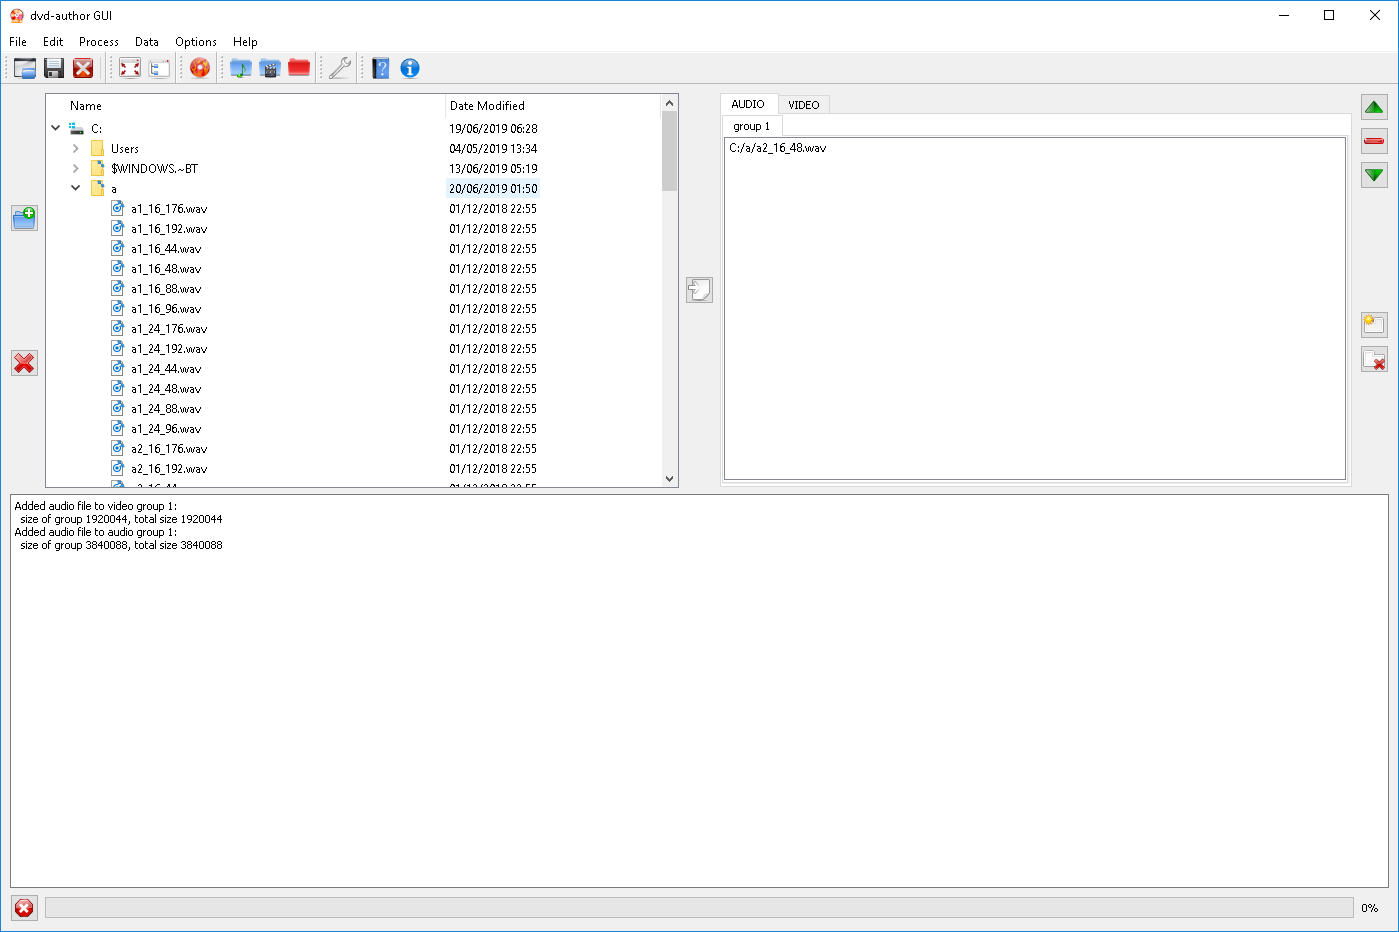 dvd-author GUI
File Edit Process Data Options Help
Name Date Modified
C: 19/06/2019 06:28
Users 04/05/2019 13:34
$WINDOWS.~BT 13/06/2019 05:19
a 20/06/2019 01:50
a1_16_176.wav 01/12/2018 22:55
a1_16_192.wav 01/12/2018 22:55
a1_16_44.wav 01/12/2018 22:55
a1_16_48.wav 01/12/2018 22:55
a1_16_88.wav 01/12/2018 22:55
a1_16_96.wav 01/12/2018 22:55
a1_24_176.wav 01/12/2018 22:55
a1_24_192.wav 01/12/2018 22:55
a1_24_44.wav 01/12/2018 22:55
a1_24_48.wav 01/12/2018 22:55
a1_24_88.wav 01/12/2018 22:55
a1_24_96.wav 01/12/2018 22:55
a2_16_176.wav 01/12/2018 22:55
a2_16_192.wav 01/12/2018 22:55
AUDIO VIDEO
group 1
C:/a/a2_16_48.wav
Added audio file to video group 1:
size of group 1920044, total size 1920044
Added audio file to audio group 1:
size of group 3840088, total size 3840088
0%